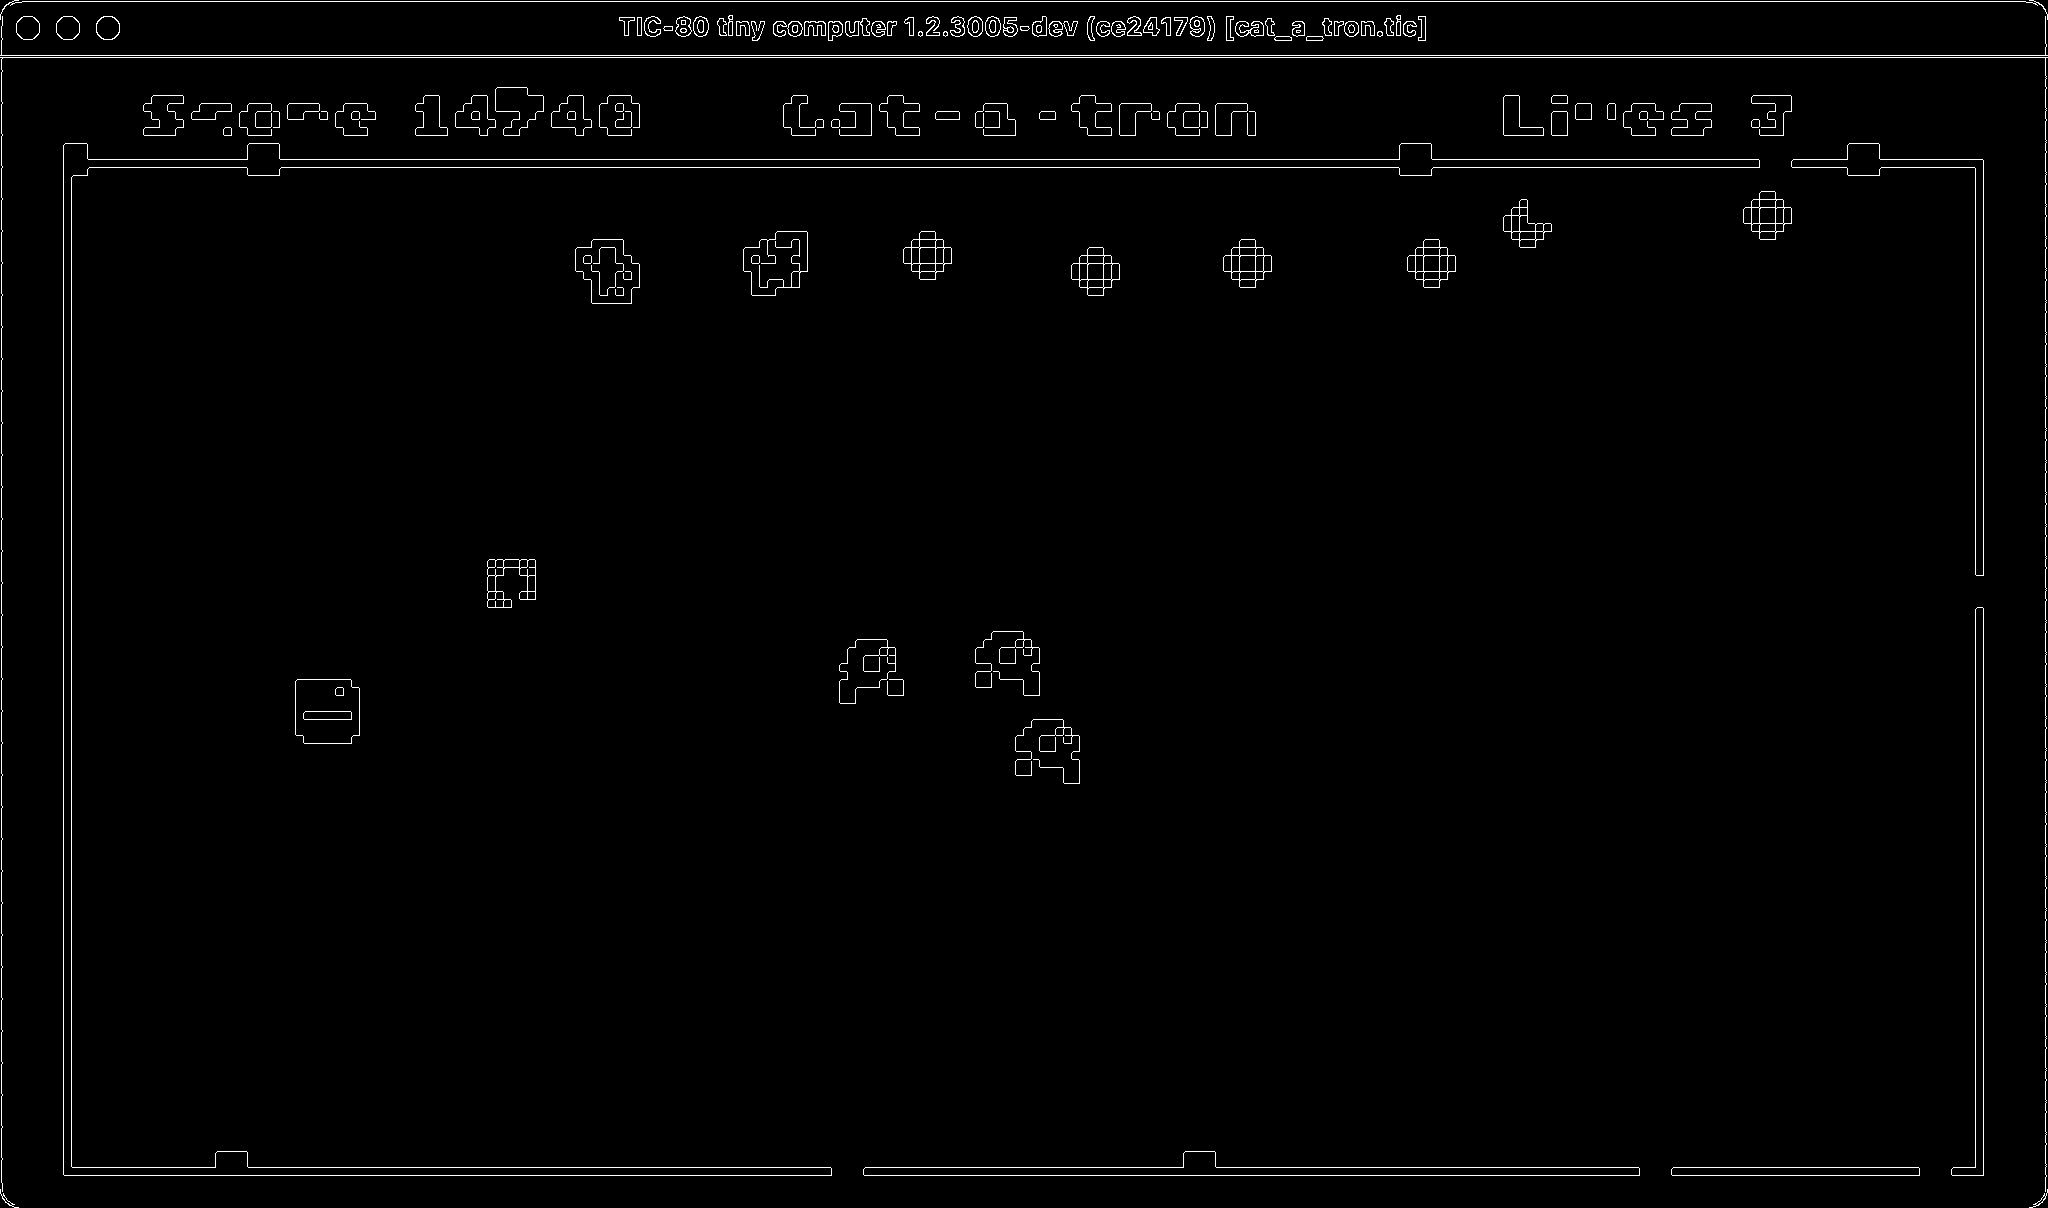 TIC-80 tiny computer 1.2.3005-dev (ce24179) [cat_a_tron.tic]
Score 14740 Cat-a-tron Lives 3